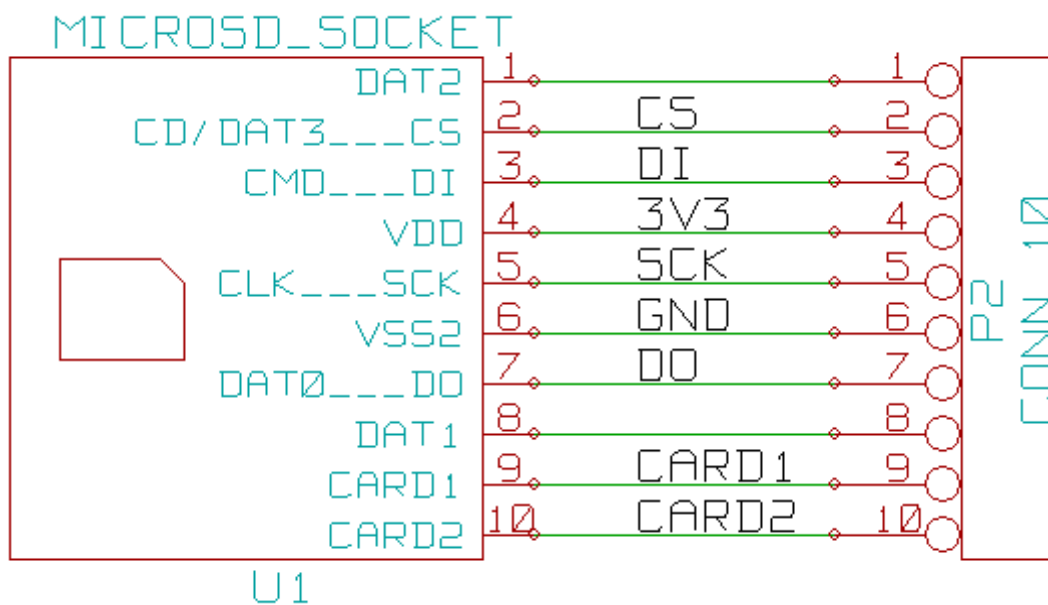 MICROSD_SOCKET
DAT2 1 1
CD/DAT3___CS 2 CS 2
CMD___DI 3 DI 3
VDD 4 3V3 4
CLK___SCK 5 SCK 5
VSS2 6 GND 6
DAT0___DO 7 DO 7
DAT1 8 8
CARD1 9 CARD1 9
CARD2 10 CARD2 10
P2
CONN 10
U1